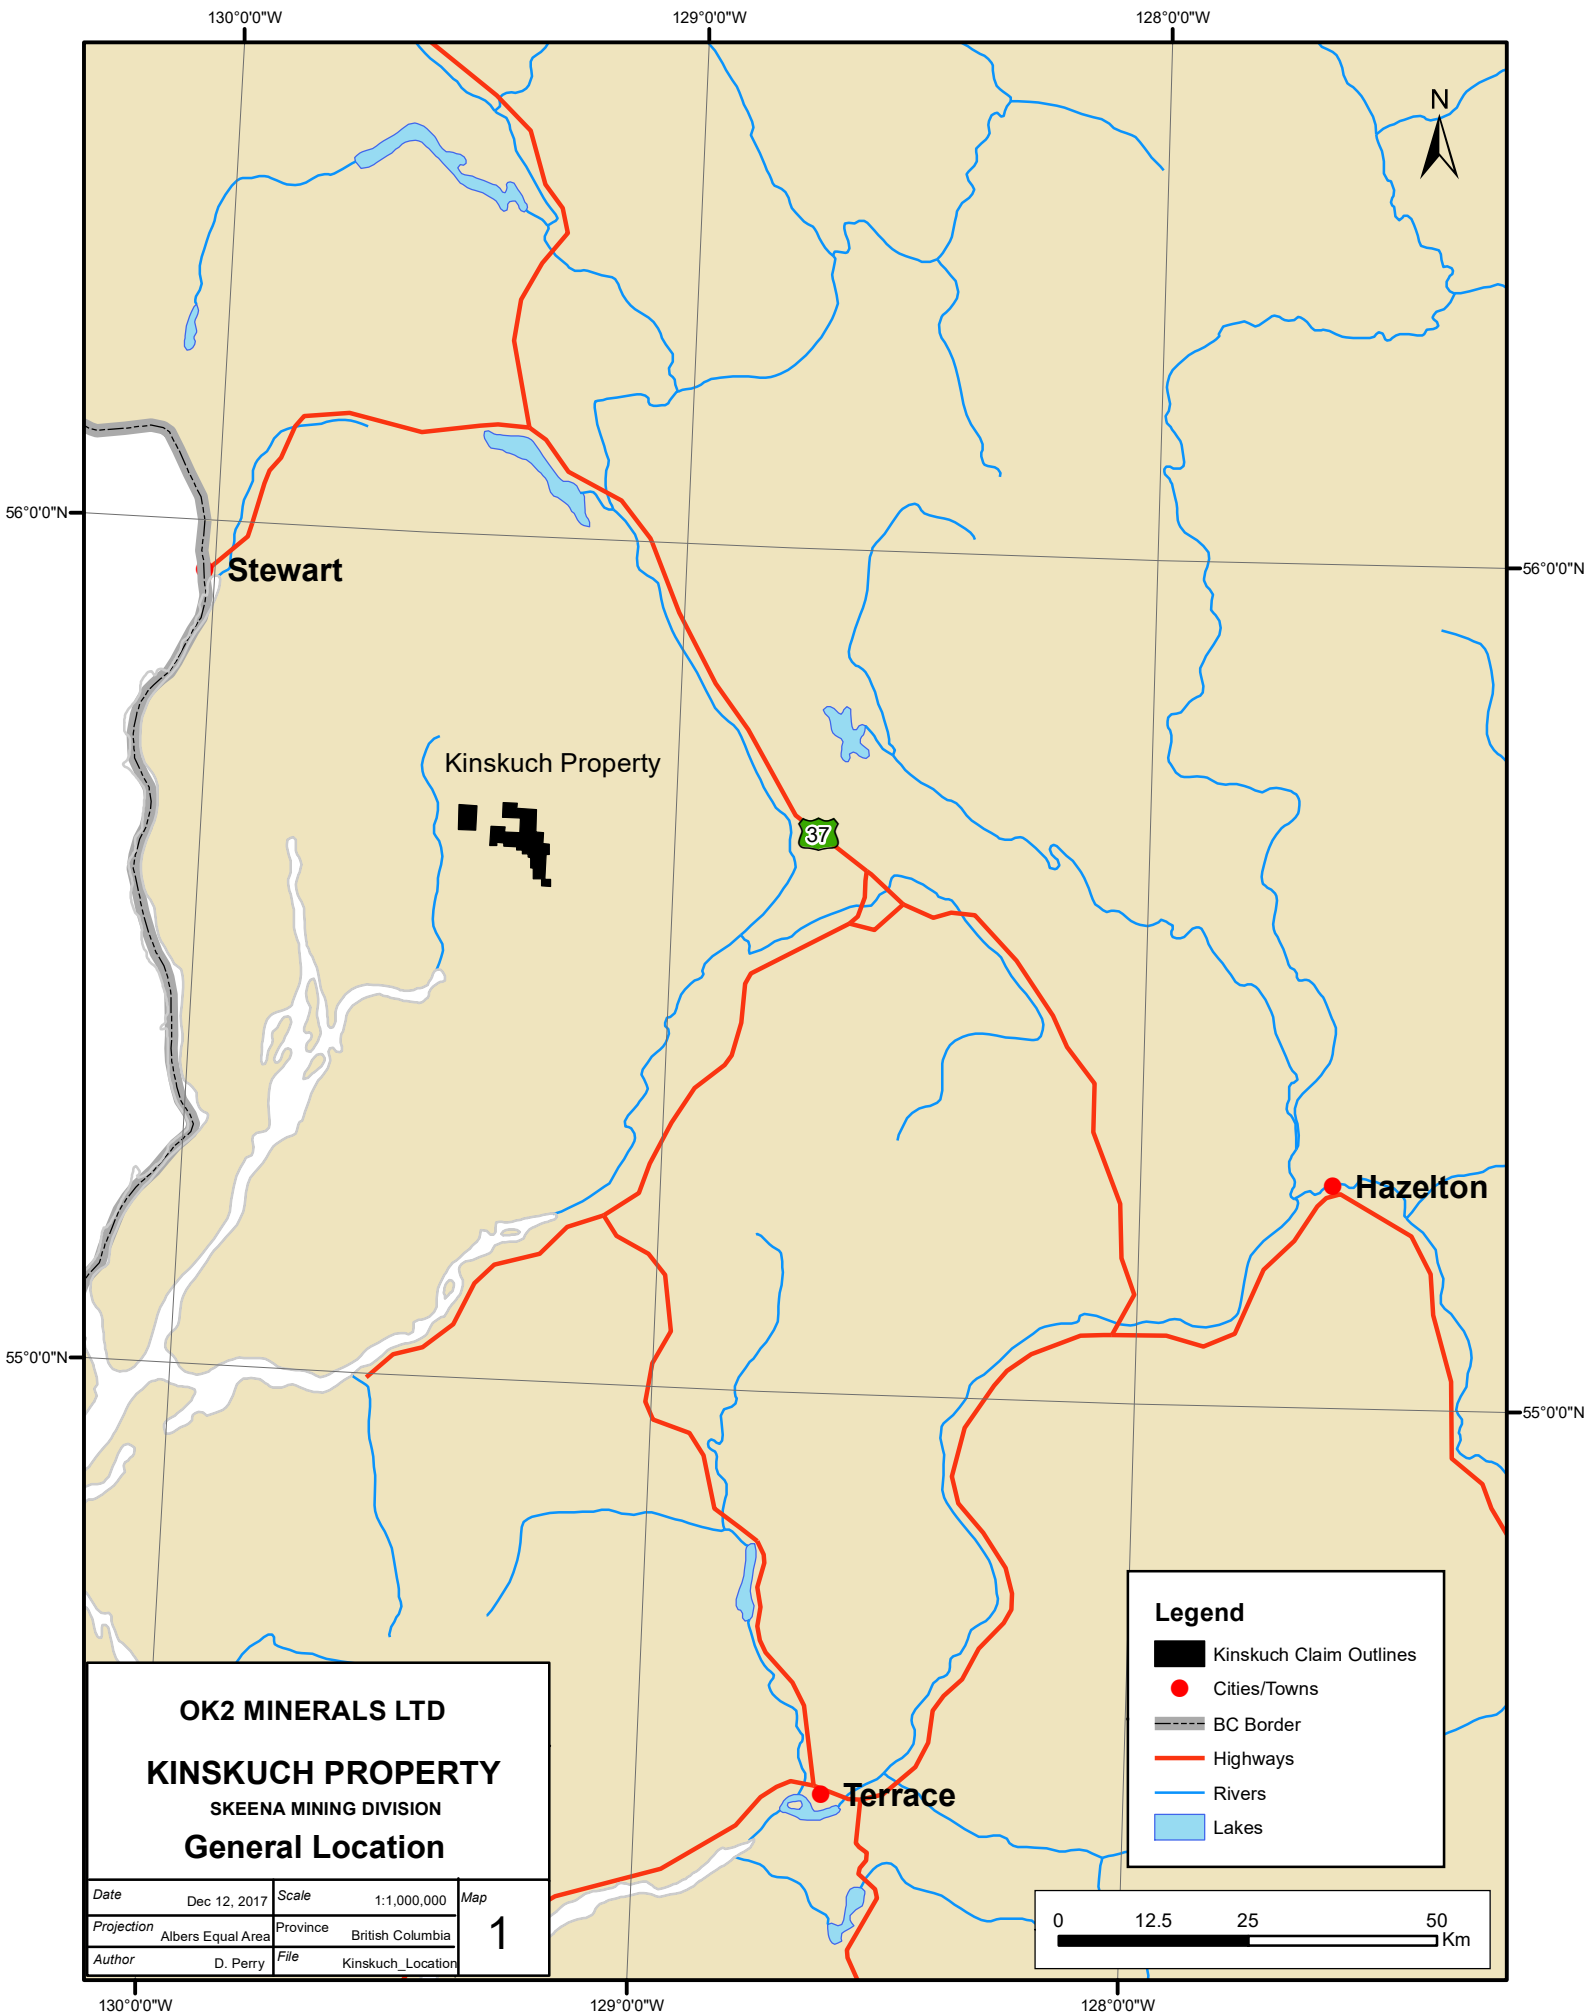 130°0'0"W
129°0'0"W
128°0'0"W
N
56°0'0"N
56°0'0"N
Stewart
Kinskuch Property
37
Hazelton
55°0'0"N
55°0'0"N
Terrace
OK2 MINERALS LTD
KINSKUCH PROPERTY
SKEENA MINING DIVISION
General Location
Date Dec 12, 2017 Scale 1:1,000,000 Map
Projection Albers Equal Area Province British Columbia 1
Author D. Perry File Kinskuch_Location
Legend
Kinskuch Claim Outlines
Cities/Towns
BC Border
Highways
Rivers
Lakes
0 12.5 25 50
Km
130°0'0"W
129°0'0"W
128°0'0"W